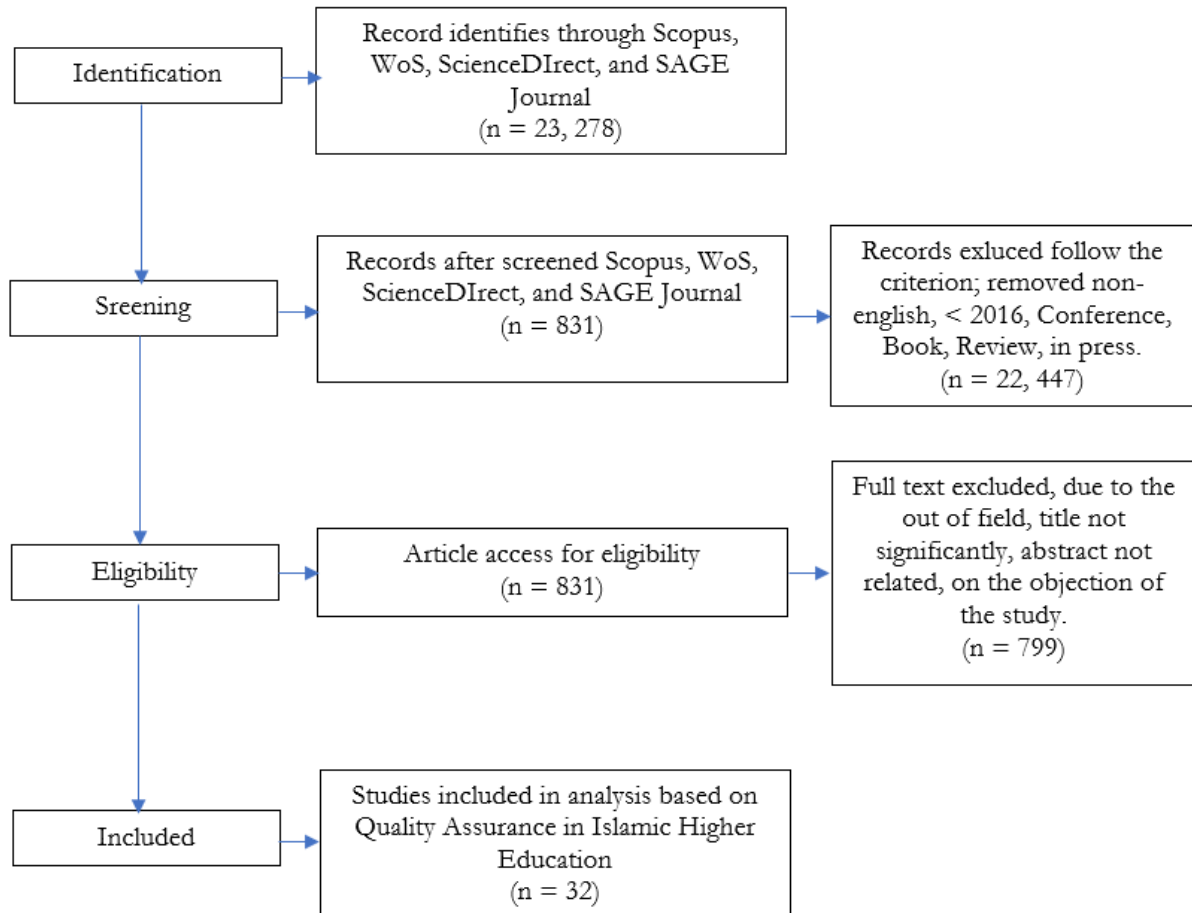 Identification
Record identifies through Scopus,
WoS, ScienceDIrect, and SAGE
Journal
(n = 23, 278)
Sreening
Records after screened Scopus, WoS,
ScienceDIrect, and SAGE Journal
(n = 831)
Records exluced follow the
criterion; removed non-
english, < 2016, Conference,
Book, Review, in press.
(n = 22, 447)
Eligibility
Article access for eligibility
(n = 831)
Full text excluded, due to the
out of field, title not
significantly, abstract not
related, on the objection of
the study.
(n = 799)
Included
Studies included in analysis based on
Quality Assurance in Islamic Higher
Education
(n = 32)